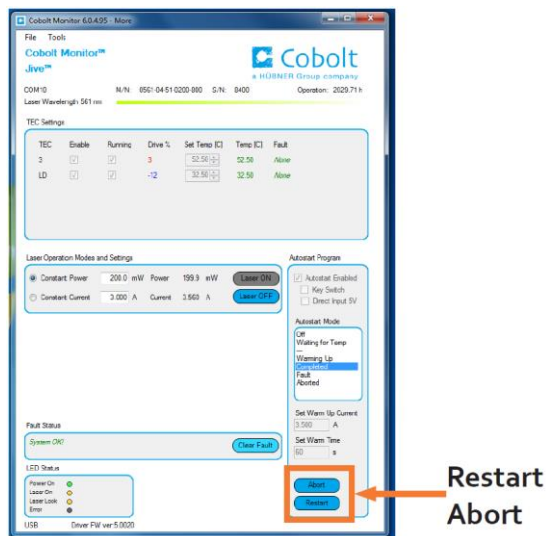 Cobolt Monitor 6.0.4.95 - More
File Tools
Cobolt Monitor™
Jive™
Cobolt
a HÜBNER Group company
COM10 M/N: 0561-04-51-0200-000 S/N: 8400 Operation: 2029.71 h
Laser Wavelength 561 nm
TEC Settings
TEC Enable Running Drive % Set Temp [C] Temp [C] Fault
3 3 52.50 52.50 None
LD -12 32.50 32.50 None
Laser Operation Modes and Settings
Constant Power 200.0 mW Power 199.9 mW Laser ON
Constant Current 3.000 A Current 3.560 A Laser OFF
Autostart Program
Autostart Enabled
Key Switch
Direct Input 5V
Autostart Mode
Off
Waiting for Temp
---
Warming Up
Completed
Fault
Aborted
Set Warm Up Current
A
Set Warm Time
60 s
Fault Status
System OK!
Clear Fault
LED Status
Power On
Laser On
Laser Lock
Error
Abort
Restart
USB Driver FW ver:5.0020
Restart
Abort